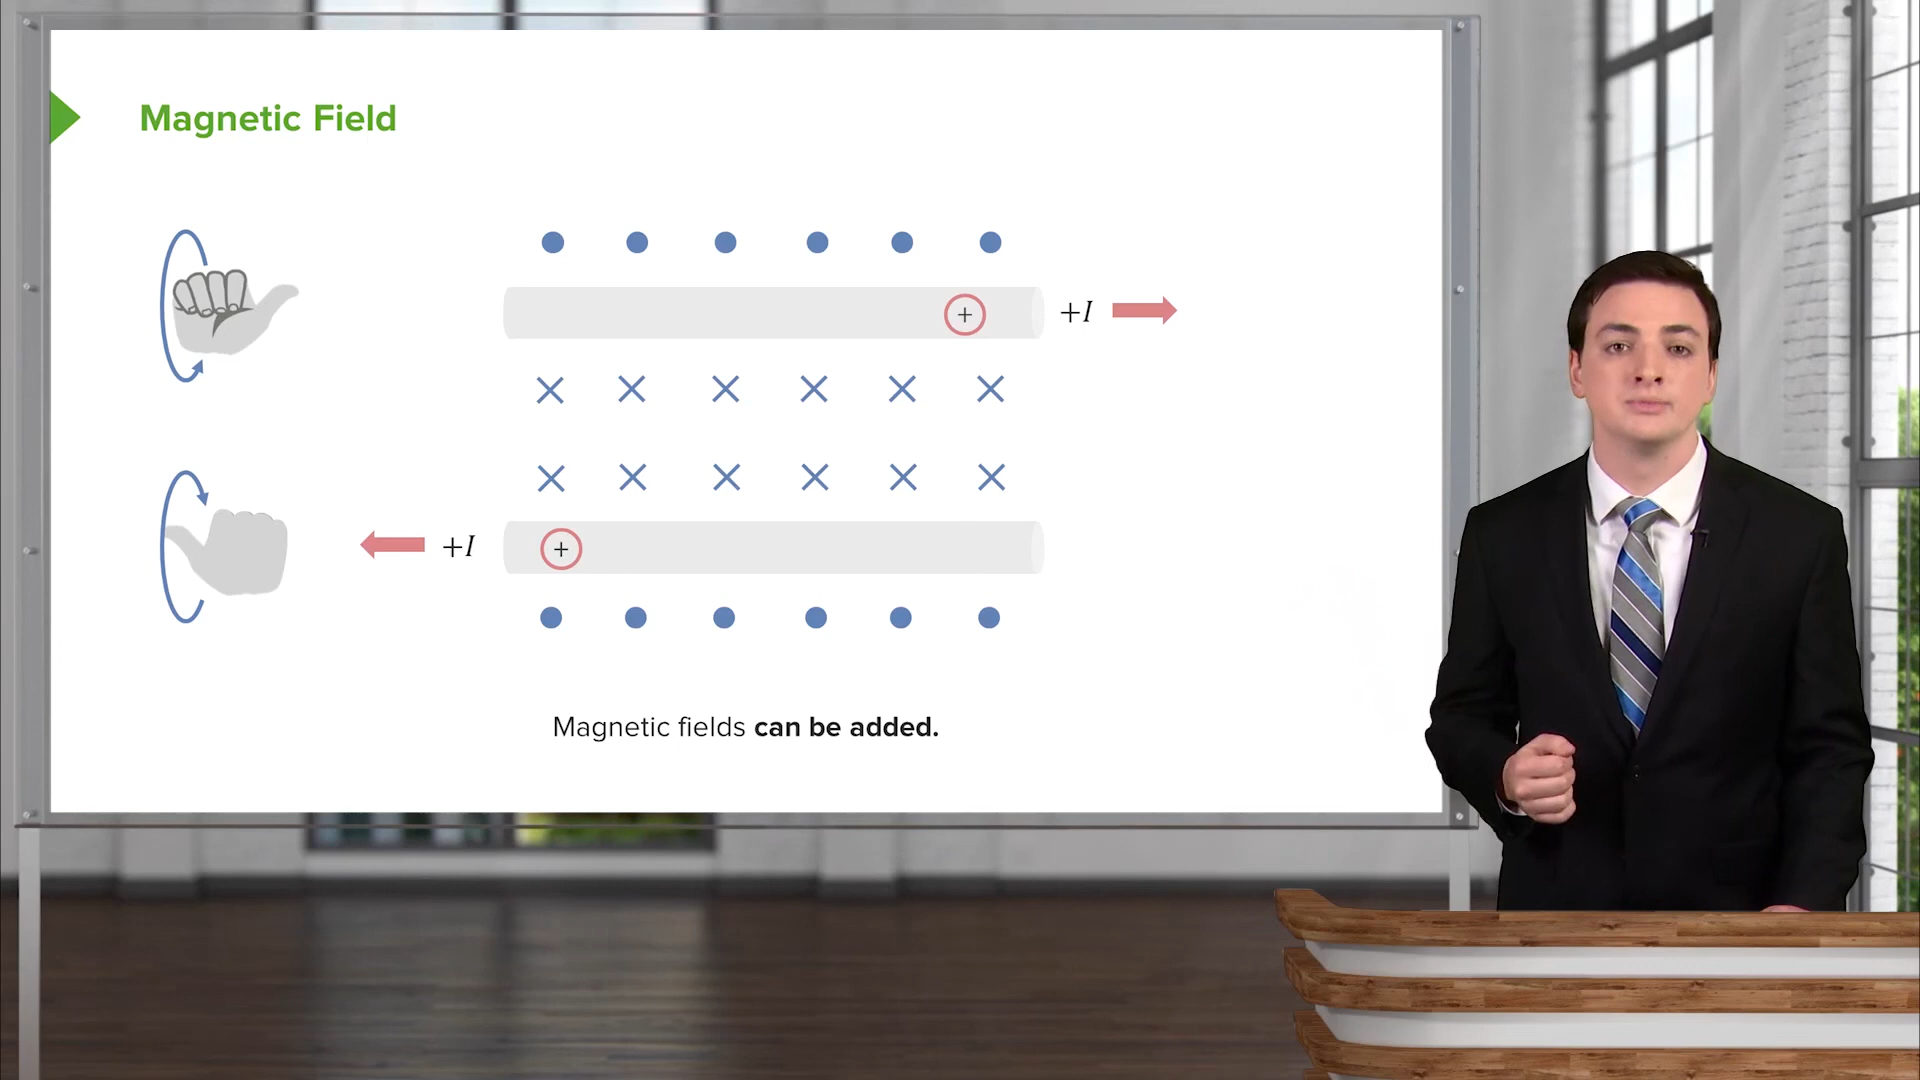 Magnetic Field
+ +I
+I +
Magnetic fields can be added.